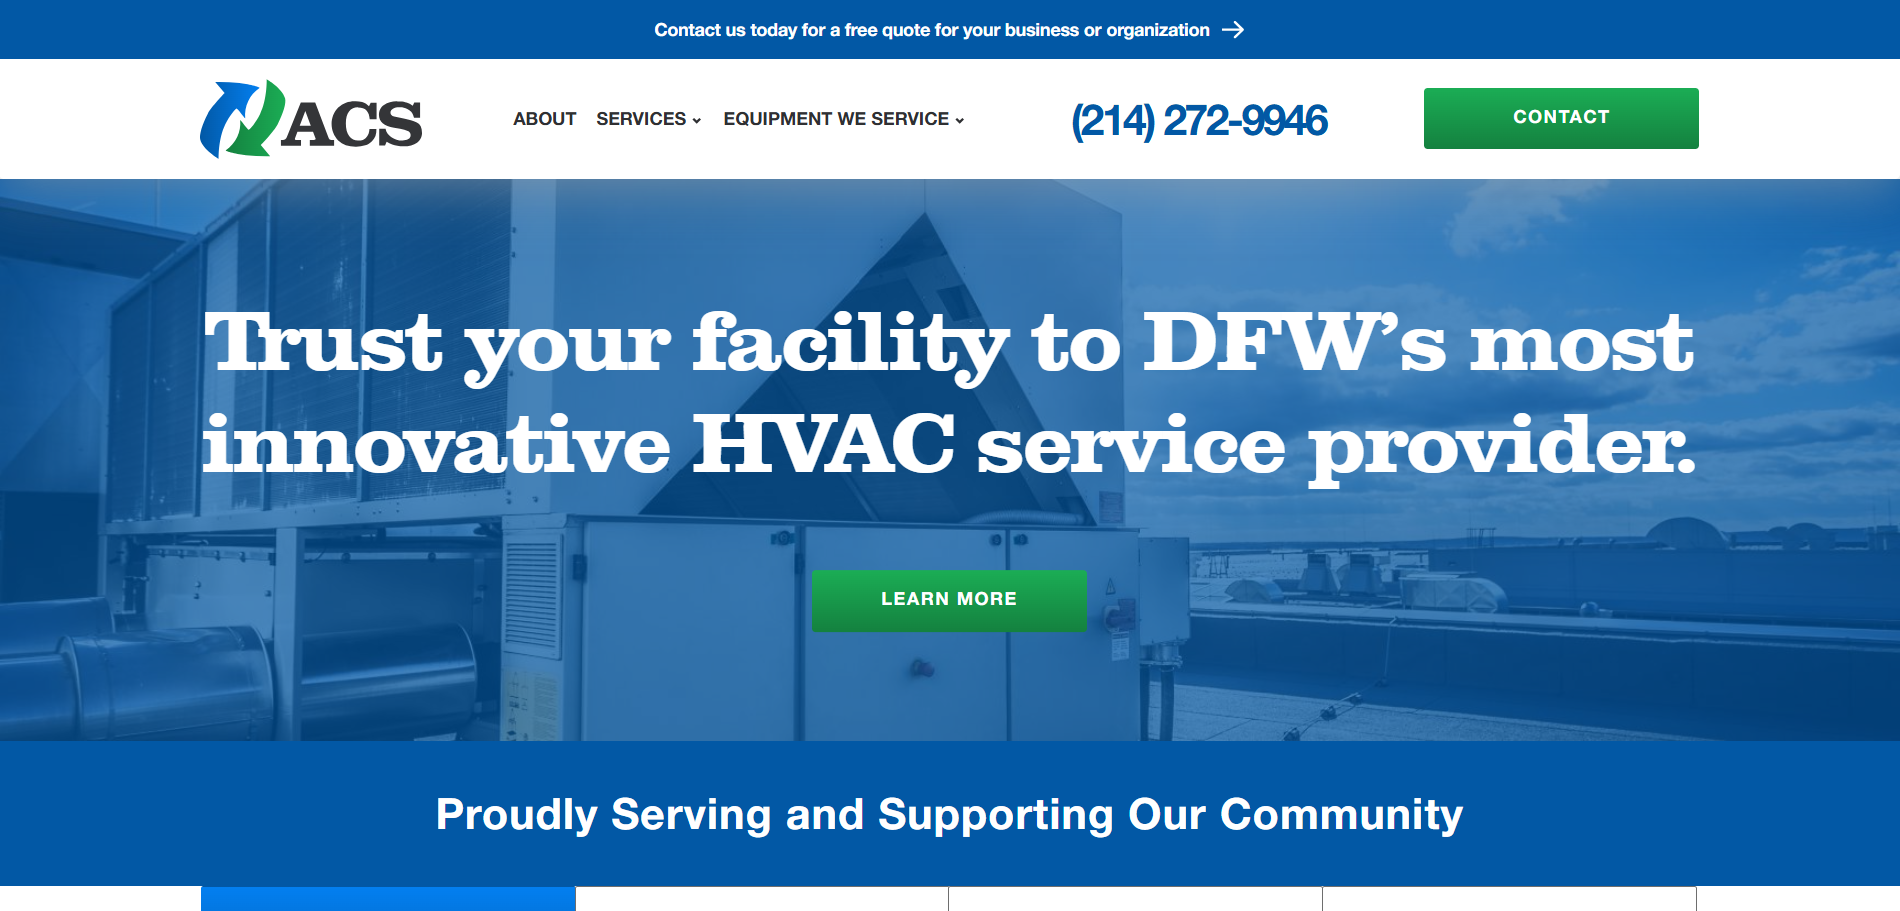 Contact us today for a free quote for your business or organization
ACS
ABOUT SERVICES EQUIPMENT WE SERVICE
(214) 272-9946
CONTACT
Trust your facility to DFW’s most
innovative HVAC service provider.
LEARN MORE
Proudly Serving and Supporting Our Community